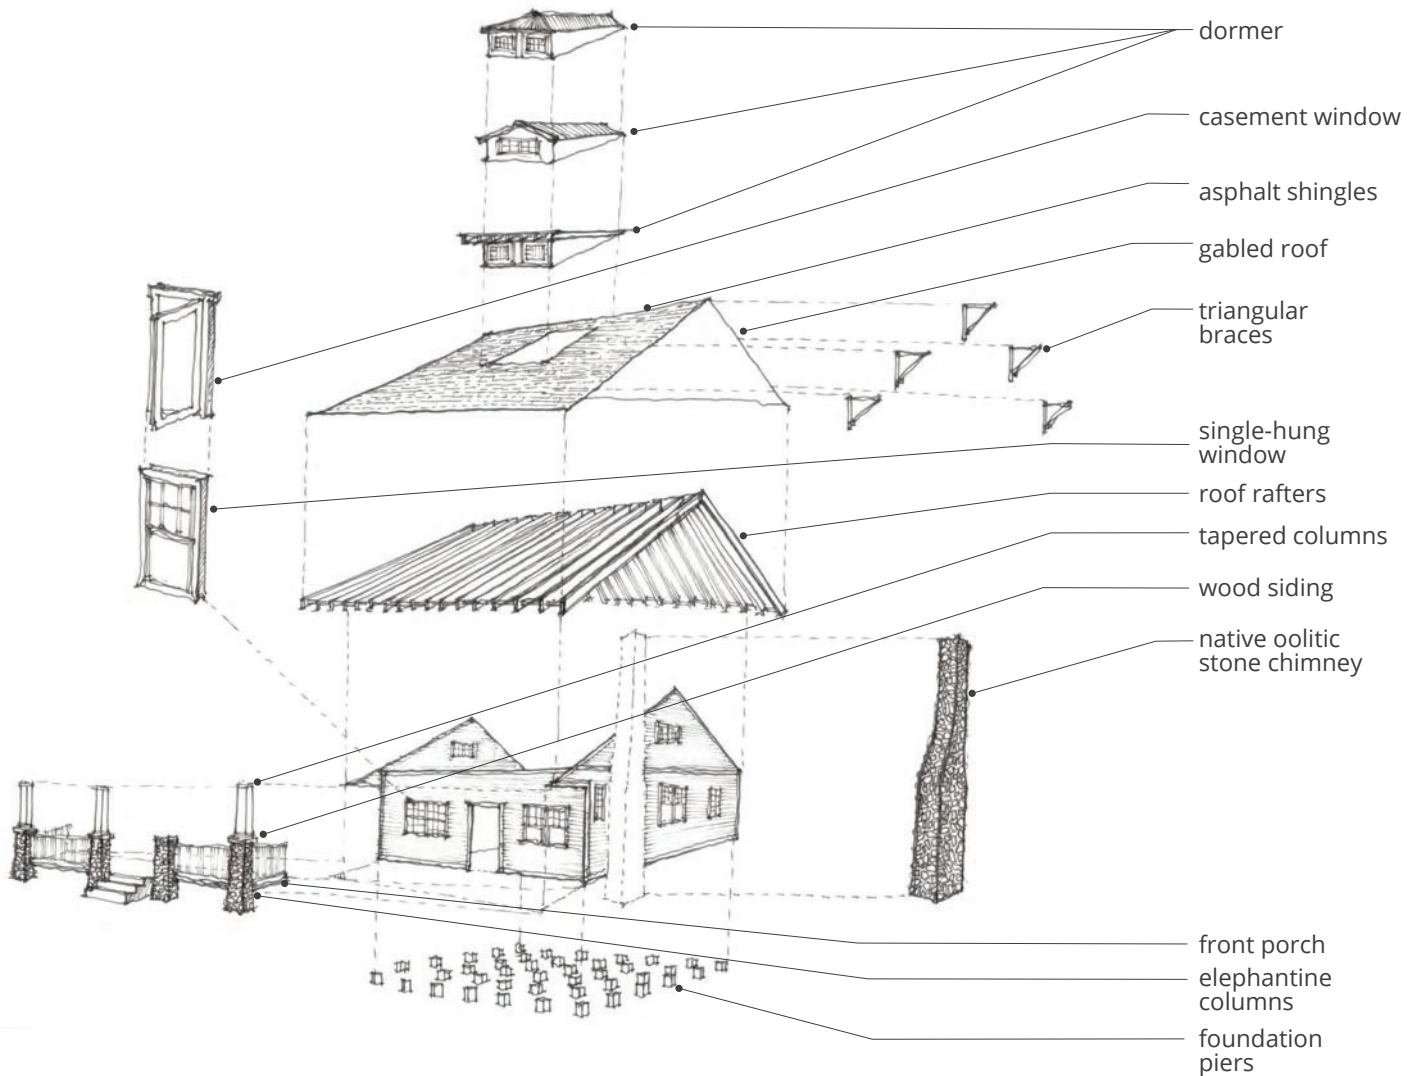 dormer
casement window
asphalt shingles
gabled roof
triangular
braces
single-hung
window
roof rafters
tapered columns
wood siding
native oolitic
stone chimney
front porch
elephantine
columns
foundation
piers